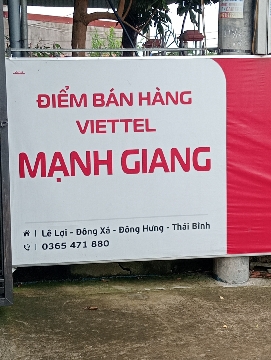 ĐIỂM BÁN HÀNG
VIETTEL
MẠNH GIANG
Lê Lợi - Đông Xá - Đông Hưng - Thái Bình
0365 471 880